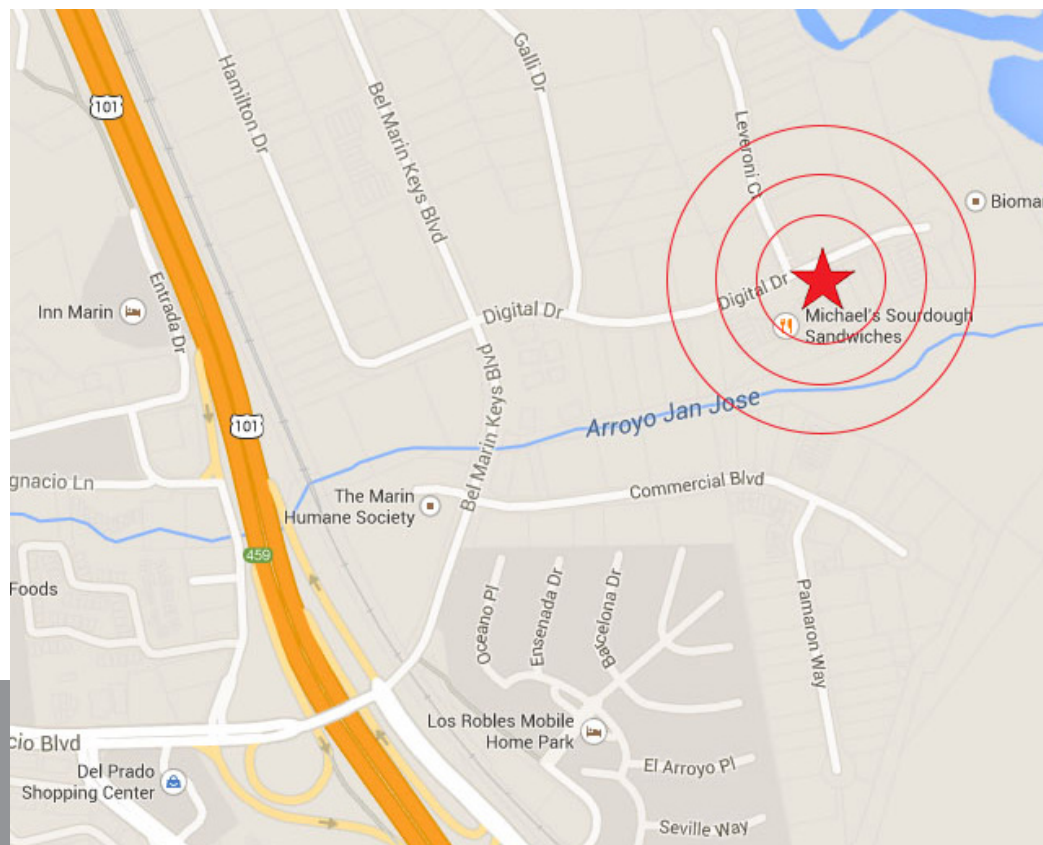 101
Hamilton Dr
Bel Marin Keys Blvd
Galli Dr
Leveroni Ct
Biomar
Inn Marin
Entrada Dr
Digital Dr
Digital Dr
Michael's Sourdough
Sandwiches
Bel Marin Keys Blvd
Arroyo Jan Jose
101
gnacio Ln
The Marin
Humane Society
Commercial Blvd
459
Foods
Oceano Pl
Ensenada Dr
Barcelona Dr
Pamaron Way
Los Robles Mobile
Home Park
cio Blvd
Del Prado
Shopping Center
El Arroyo Pl
Seville Way